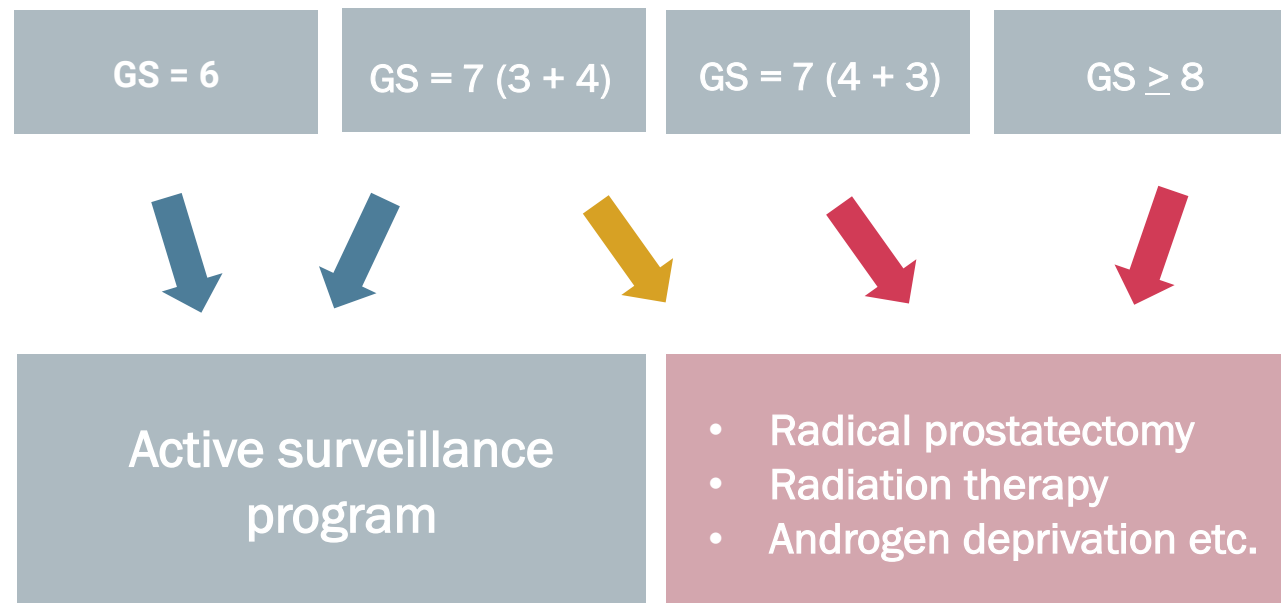 GS = 6
GS = 7 (3 + 4)
GS = 7 (4 + 3)
GS ≥ 8
Active surveillance
program
• Radical prostatectomy
• Radiation therapy
• Androgen deprivation etc.